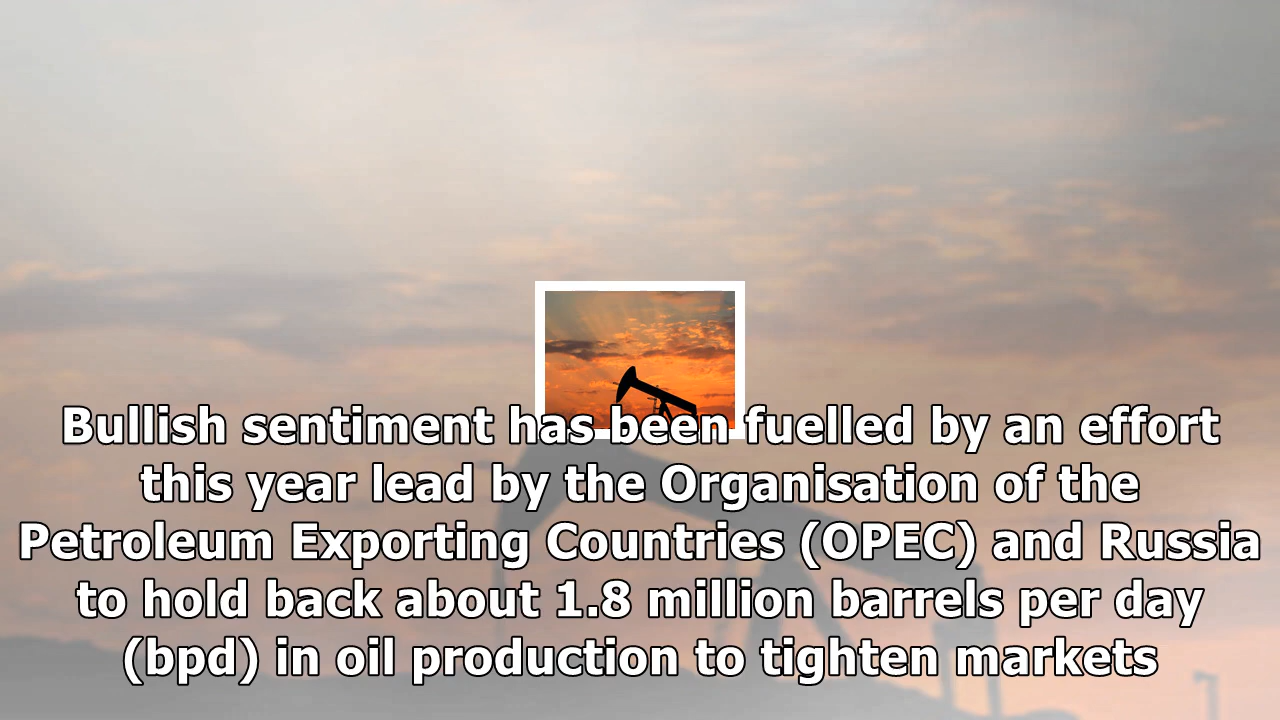 Bullish sentiment has been fuelled by an effort
this year lead by the Organisation of the
Petroleum Exporting Countries (OPEC) and Russia
to hold back about 1.8 million barrels per day
(bpd) in oil production to tighten markets